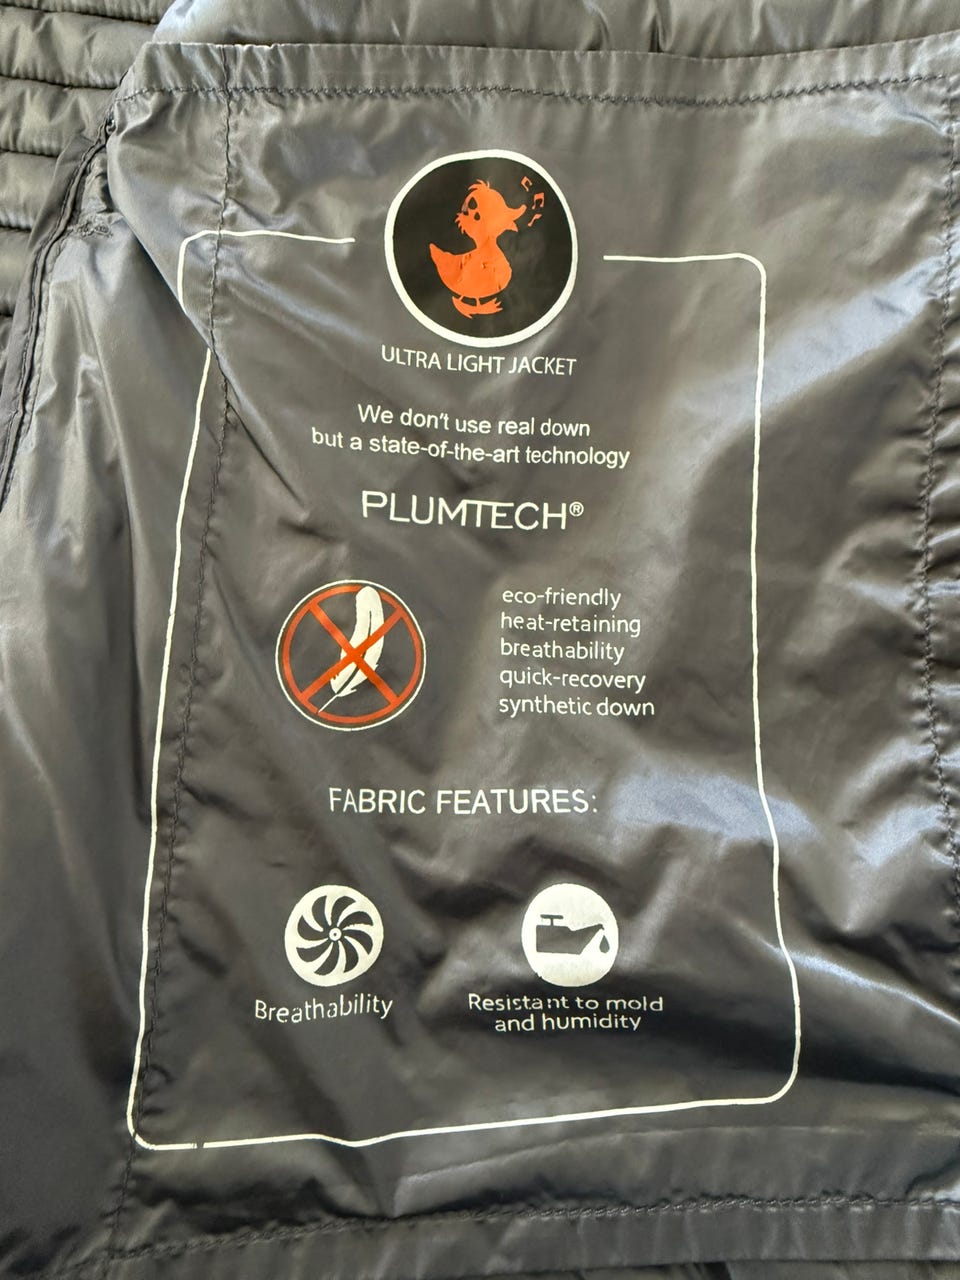 ULTRA LIGHT JACKET
We don't use real down
but a state-of-the-art technology
PLUMTECH®
eco-friendly
heat-retaining
breathability
quick-recovery
synthetic down
FABRIC FEATURES:
Breathability
Resistant to mold
and humidity